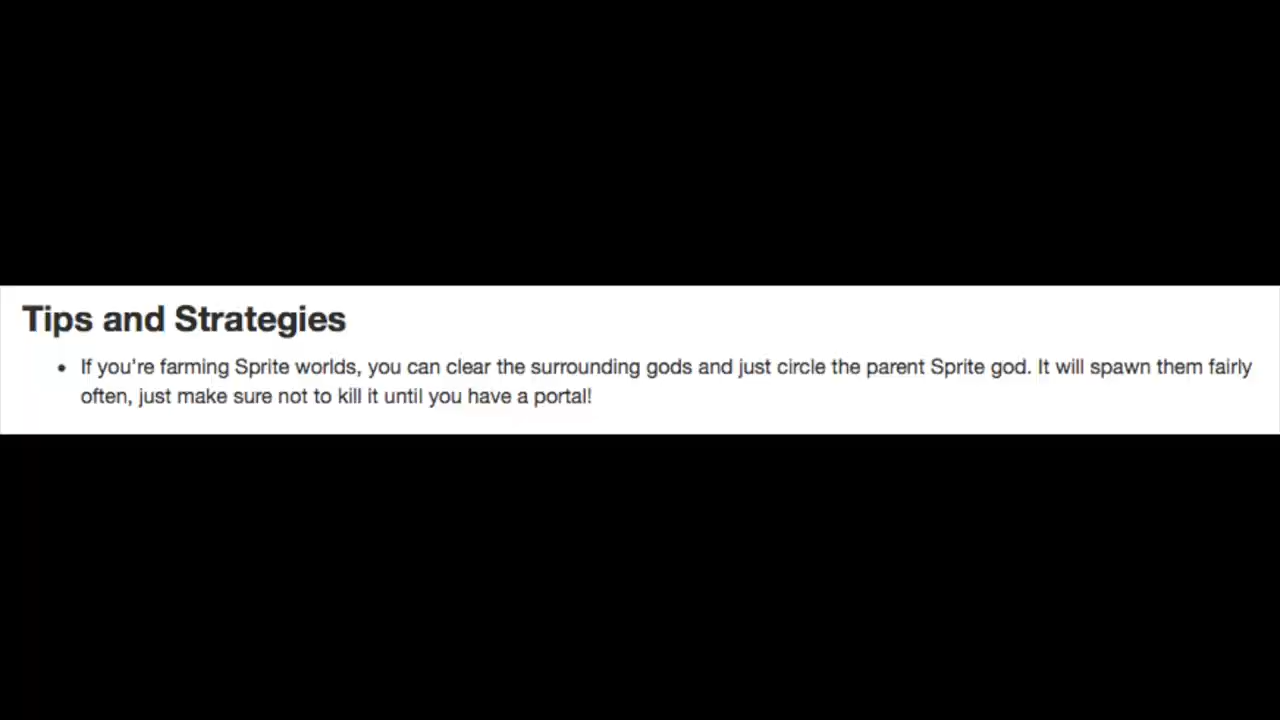 Tips and Strategies
• If you're farming Sprite worlds, you can clear the surrounding gods and just circle the parent Sprite god. It will spawn them fairly
often, just make sure not to kill it until you have a portal!